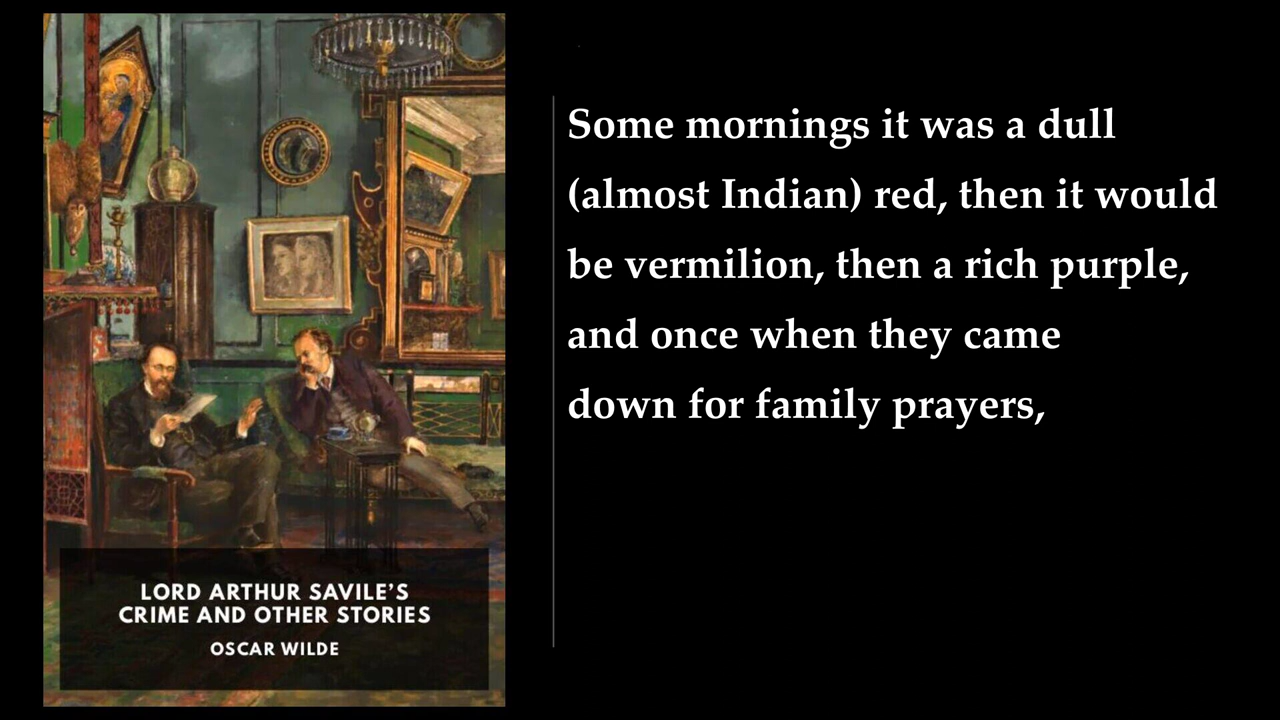 Some mornings it was a dull
(almost Indian) red, then it would
be vermilion, then a rich purple,
and once when they came
down for family prayers,
LORD ARTHUR SAVILE’S
CRIME AND OTHER STORIES
OSCAR WILDE